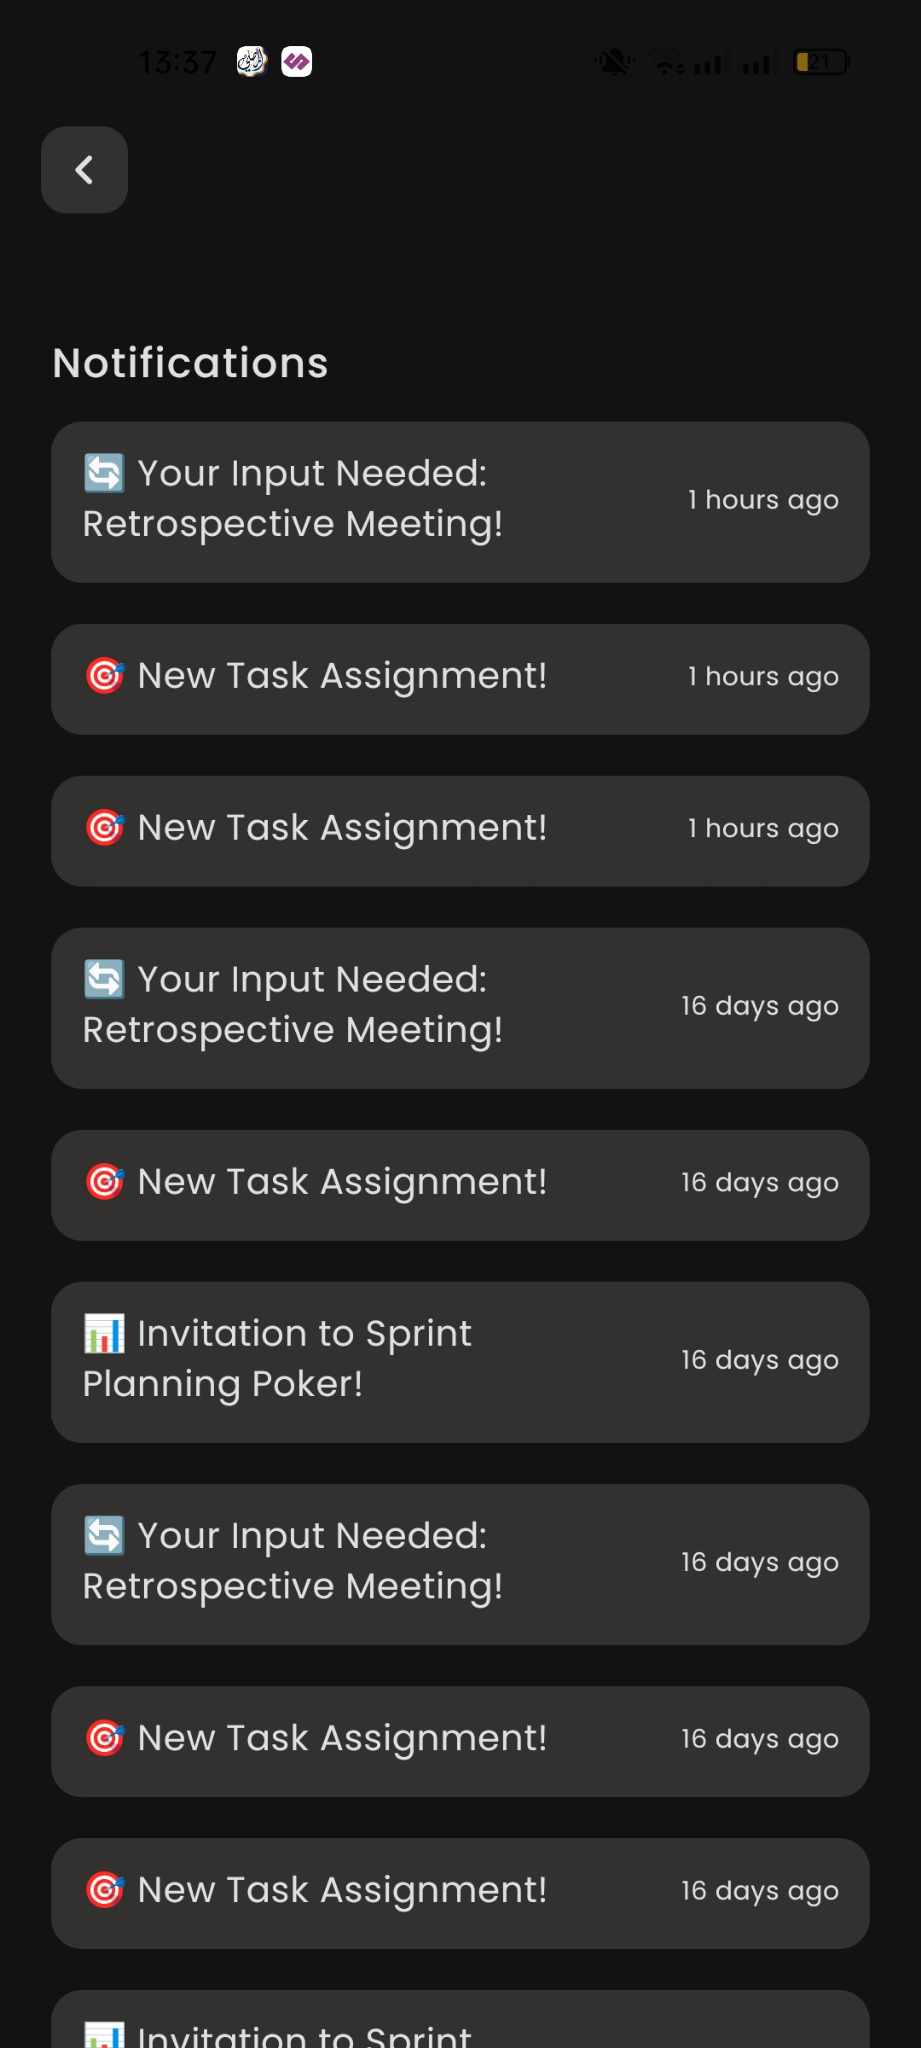 13:37
21
Notifications
🔄 Your Input Needed:
Retrospective Meeting!
1 hours ago
🎯 New Task Assignment!
1 hours ago
🎯 New Task Assignment!
1 hours ago
🔄 Your Input Needed:
Retrospective Meeting!
16 days ago
🎯 New Task Assignment!
16 days ago
📊 Invitation to Sprint
Planning Poker!
16 days ago
🔄 Your Input Needed:
Retrospective Meeting!
16 days ago
🎯 New Task Assignment!
16 days ago
🎯 New Task Assignment!
16 days ago
📊 Invitation to Sprint